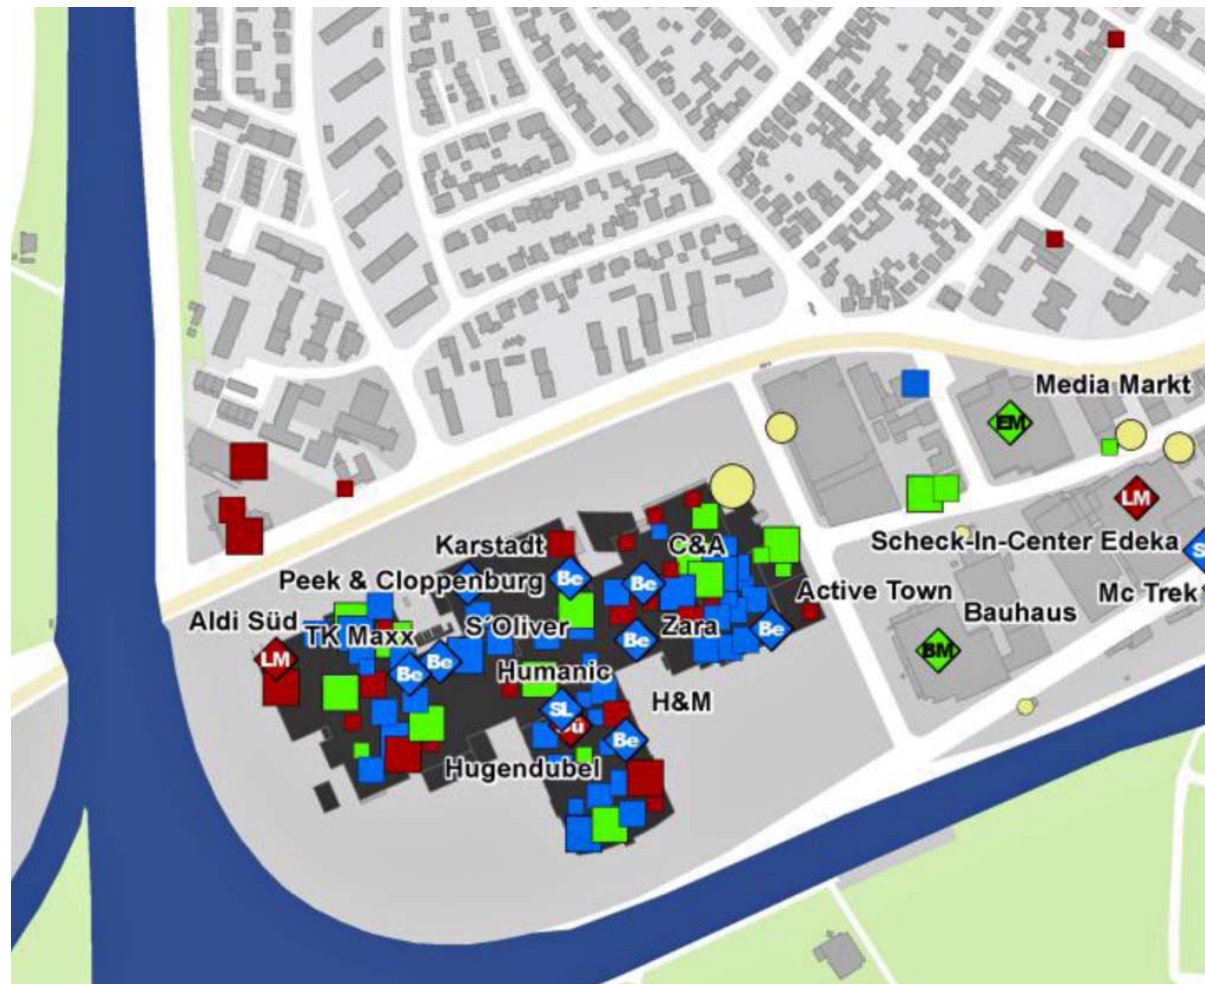 Media Markt
EM
LM
Karstadt
C&A
Scheck-In-Center Edeka
Peek & Cloppenburg
Be
Be
Active Town
Mc Trek
Aldi Süd
TK Maxx
S´Oliver
Zara
Be
Be
Bauhaus
LM
Be
Be
Humanic
BM
SL
H&M
Be
Hugendubel